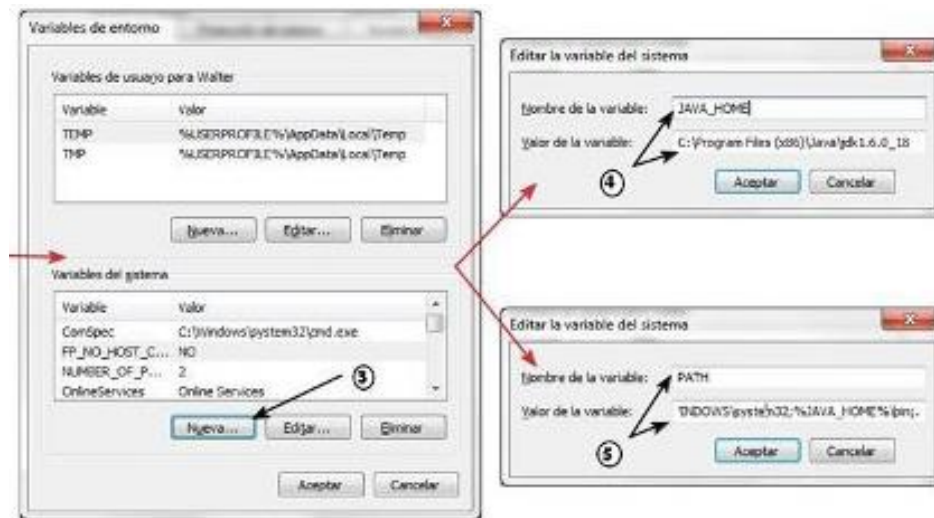 Variables de entorno
Variables de usuario para Walter
Variable Valor
TEMP %USERPROFILE%\AppData\Local\Temp
TMP %USERPROFILE%\AppData\Local\Temp
Nueva... Editar... Eliminar
Variables del sistema
Variable Valor
ComSpec C:\Windows\system32\cmd.exe
FP_NO_HOST_C... NO
NUMBER_OF_P... 2
OnlineServices Online Services
3
Nueva... Editar... Eliminar
Aceptar Cancelar
Editar la variable del sistema
Nombre de la variable: JAVA_HOME
Valor de la variable: C:\Program Files (x86)\Java\jdk1.6.0_18
4
Aceptar Cancelar
Editar la variable del sistema
Nombre de la variable: PATH
Valor de la variable: INDOWS\system32;%JAVA_HOME%\bin;.
5
Aceptar Cancelar